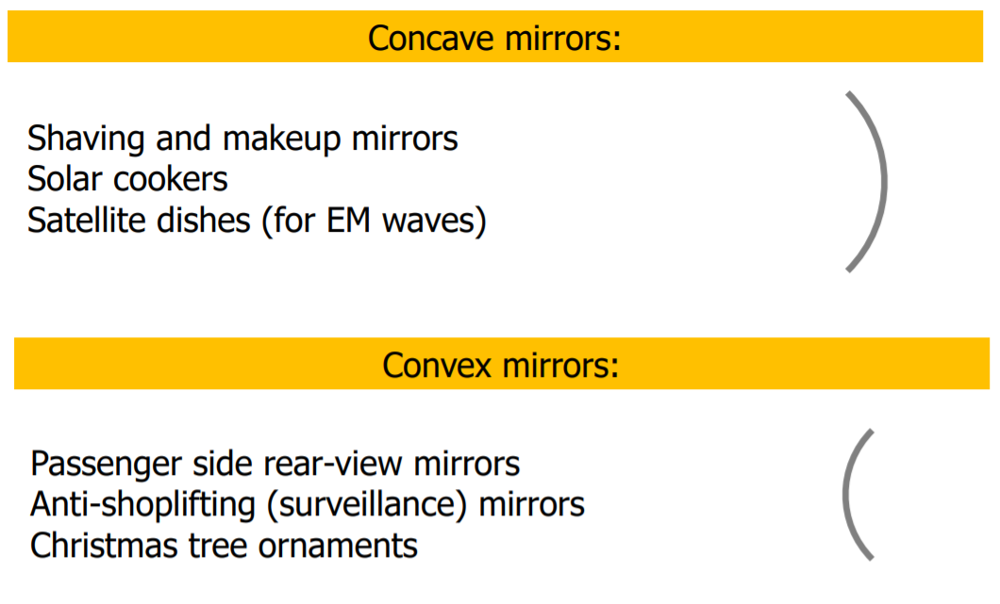 Concave mirrors:
Shaving and makeup mirrors
Solar cookers
Satellite dishes (for EM waves)
Convex mirrors:
Passenger side rear-view mirrors
Anti-shoplifting (surveillance) mirrors
Christmas tree ornaments